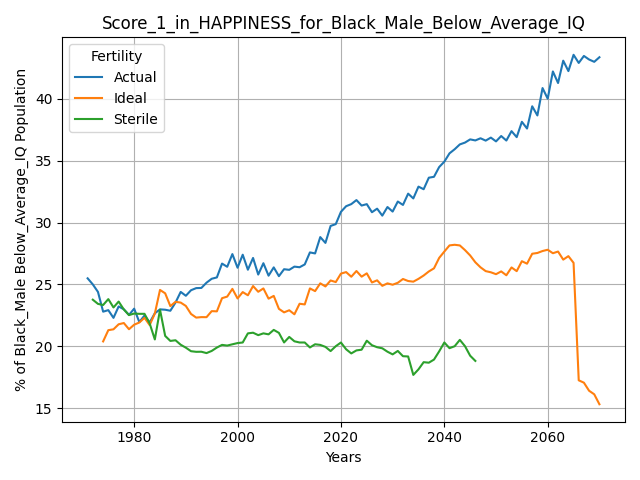 Score_1_in_HAPPINESS_for_Black_Male_Below_Average_IQ
Fertility
Actual
Ideal
Sterile
% of Black_Male Below_Average_IQ Population
40
35
30
25
20
15
1980 2000 2020 2040 2060
Years